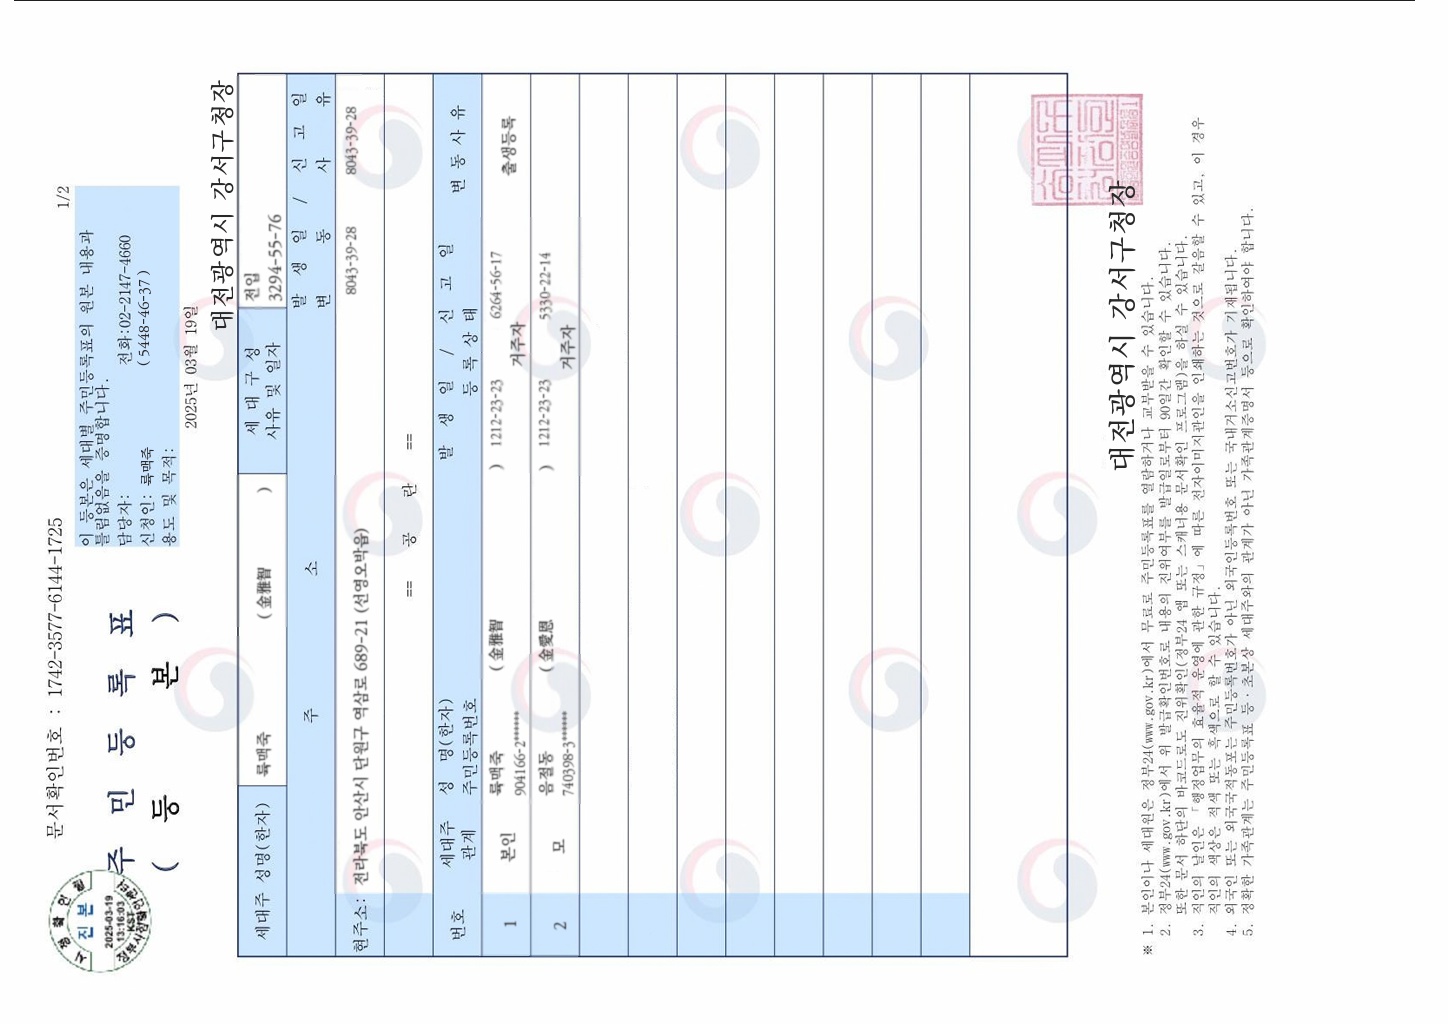 문서확인번호 : 1742-3577-6144-1725
1/2
주 민 등 록 표
( 등 본 )
이 등본은 세대별 주민등록표의 원본 내용과
틀림없음을 증명합니다.
담당자: 전화:02-2147-4660
신청인: 륙맥죽 (5448-46-37)
용도 및 목적:
2025년 03월 19일
대전광역시 강서구청장
진본
2025-03-19
13:16:03
KST
세대주 성명(한자) 륙맥죽 (金雅智 ) 세 대 구 성 사유 및 일자 전입 3294-55-76
주 소 발 생 일 / 신 고 일
변 동 사 유
현주소: 전라북도 안산시 단원구 역삼로 689-21 (선영오박읍) 8043-39-28 8043-39-28
== 공 란 ==
번호 세대주 관계 성 명(한자) 주민등록번호 발 생 일 / 신 고 일 등 록 상 태 변 동 사 유
1 본인 륙맥죽 (金雅智 ) 1212-23-23 6264-56-17 출생등록
904166-2****** 거주자
2 모 음절동 (金愛恩 ) 1212-23-23 5330-22-14
740398-3****** 거주자
대전광역시 강서구청장
※ 1. 본인이나 세대원은 정부24(www.gov.kr)에서 무료로 주민등록표를 열람하거나 교부받을 수 있습니다.
2. 정부24(www.gov.kr)에서 위 발급확인번호로 내용의 진위여부를 발급일로부터 90일간 확인할 수 있습니다.
또한 문서 하단의 바코드로도 진위확인(정부24 앱 또는 스캐너용 문서확인 프로그램)을 하실 수 있습니다.
3. 직인의 날인은 「행정업무의 효율적 운영에 관한 규정」에 따른 전자이미지관인을 인쇄하는 것으로 갈음할 수 있고, 이 경우
직인의 색상은 적색 또는 흑색으로 할 수 있습니다.
4. 외국인 또는 외국국적동포는 주민등록번호가 아닌 외국인등록번호 또는 국내거소신고번호가 기재됩니다.
5. 정확한 가족관계는 주민등록표 등·초본상 세대주와의 관계가 아닌 가족관계증명서 등으로 확인하여야 합니다.